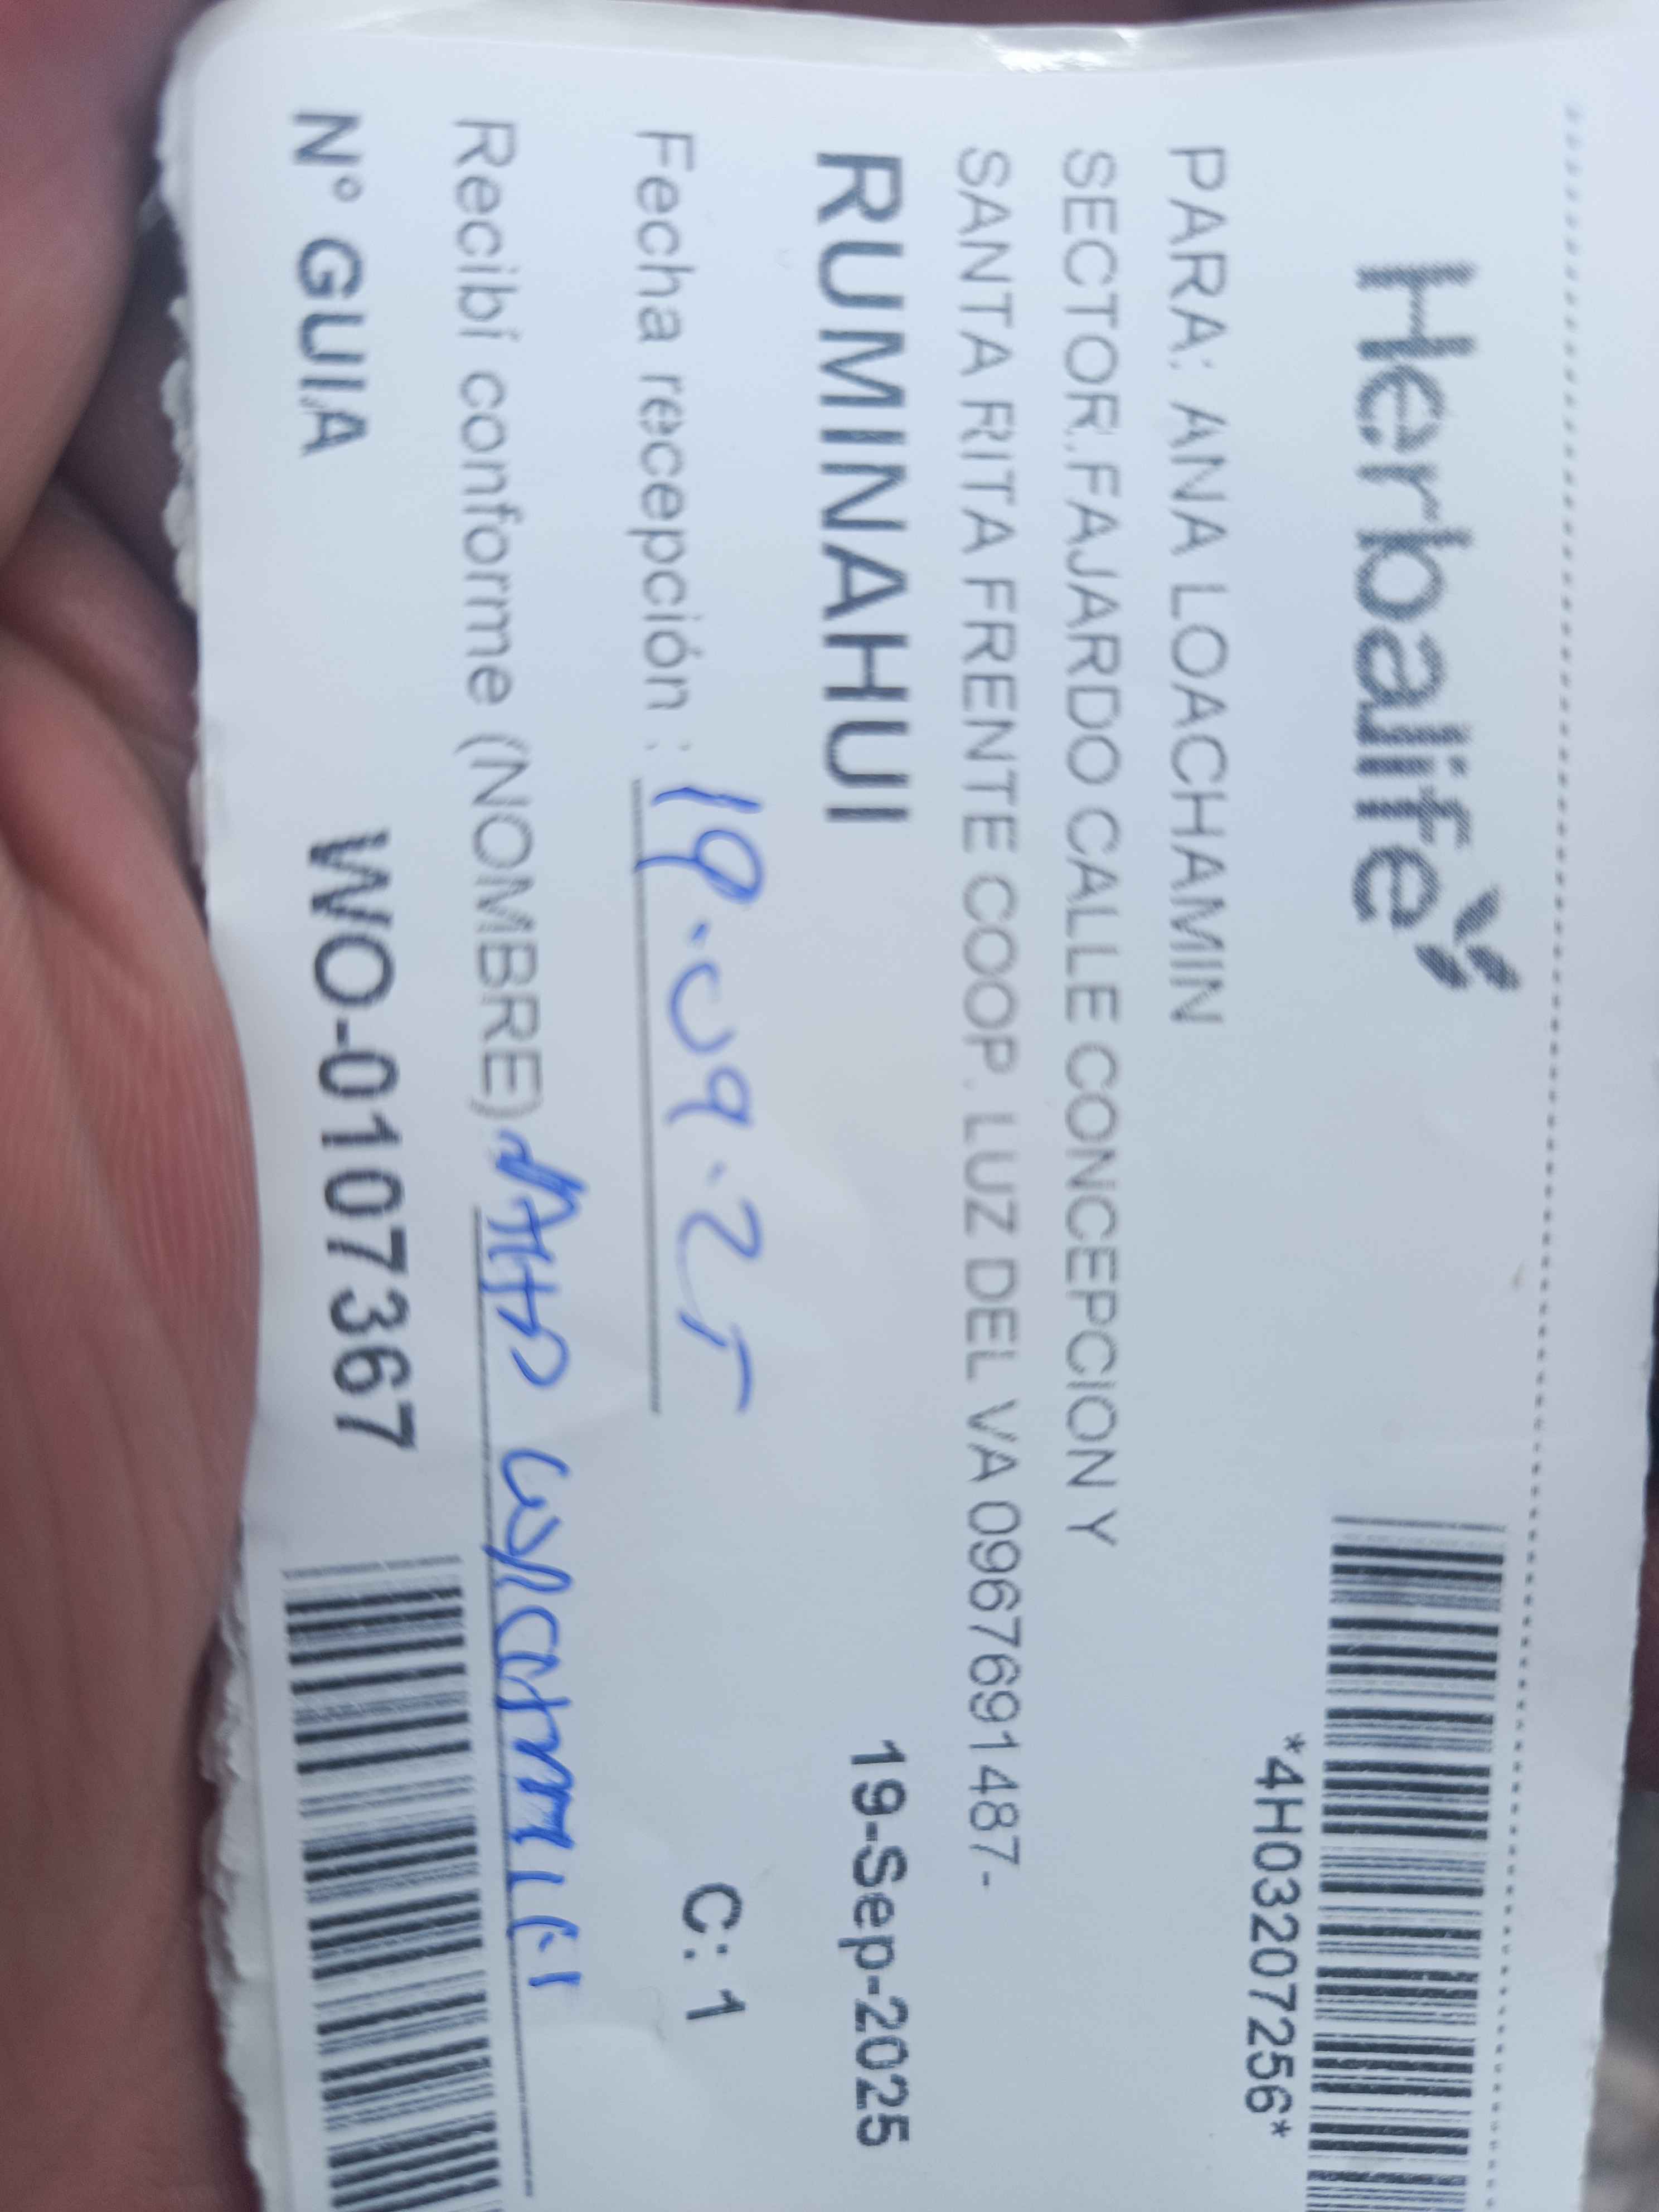 Herbalife
*4H03207256*
PARA: ANA LOACHAMIN
SECTOR.FAJARDO CALLE CONCEPCION Y
SANTA RITA FRENTE COOP. LUZ DEL VA 0967691487-
RUMINAHUI 19-Sep-2025
Fecha recepción : 19.09.25 C: 1
Recibí conforme (NOMBRE)
N° GUIA WO-0107367